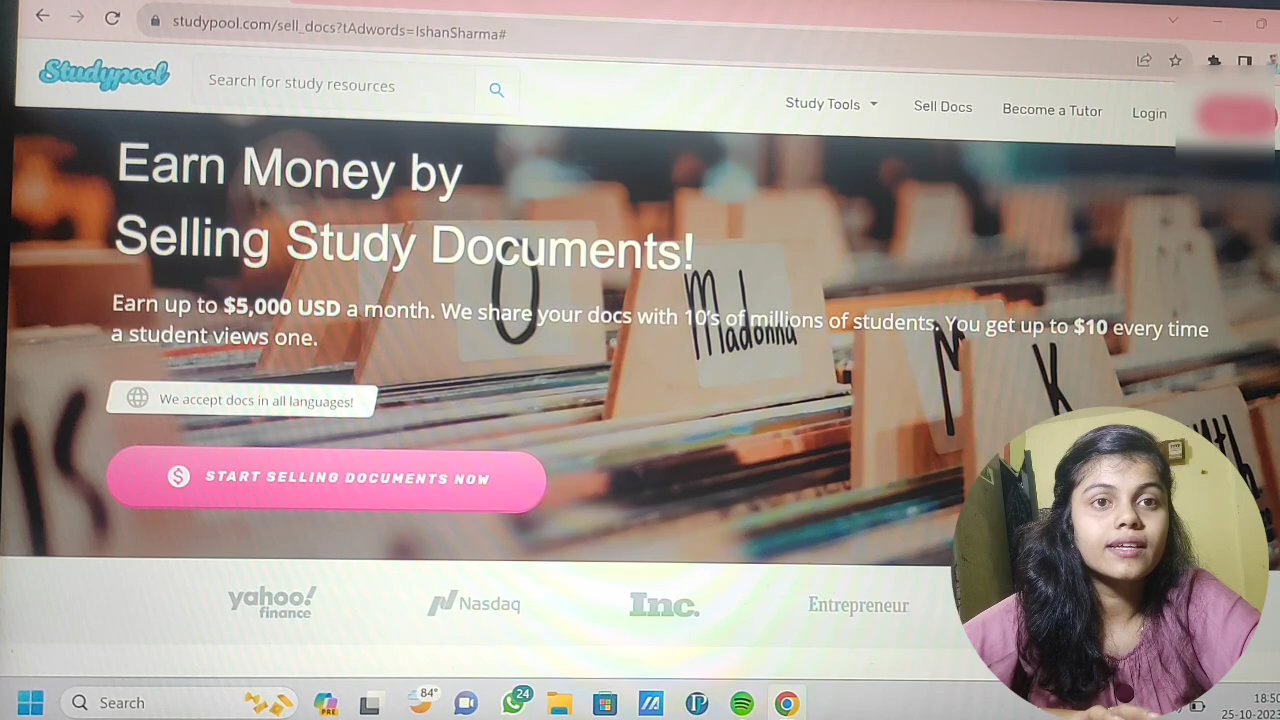 studypool.com/sell_docs?tAdwords=IshanSharma#
Studypool
Search for study resources
Study Tools
Sell Docs
Become a Tutor
Login
Earn Money by
Selling Study Documents!
Earn up to $5,000 USD a month. We share your docs with 10's of millions of students. You get up to $10 every time
a student views one.
We accept docs in all languages!
START SELLING DOCUMENTS NOW
O
Madonna
N
K
yahoo!
finance
Nasdaq
Inc.
Entrepreneur
Search
PRE
84°
24
18:50
25-10-2023